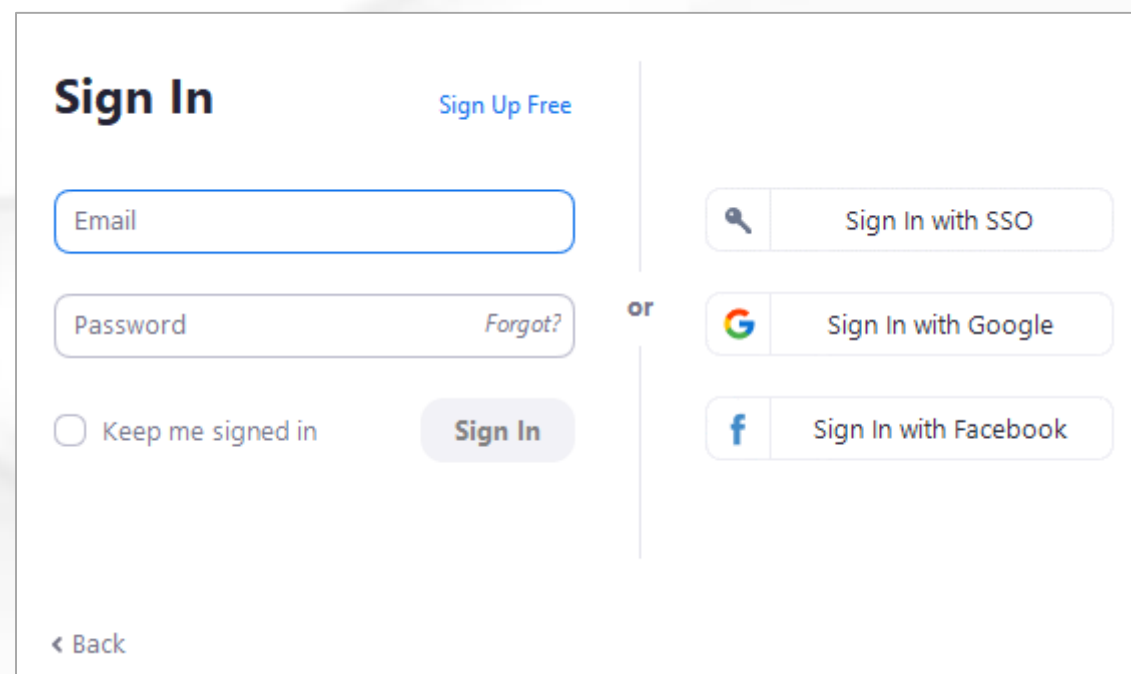 Sign In
Sign Up Free
Email
Password
Forgot?
Keep me signed in
Sign In
or
Sign In with SSO
Sign In with Google
Sign In with Facebook
Back